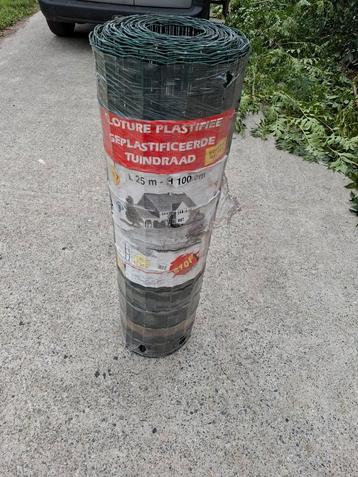 LOTURE PLASTIFIEE
GEPLASTIFICEERDE
TUINDRAAD
25 m - H 100 cm